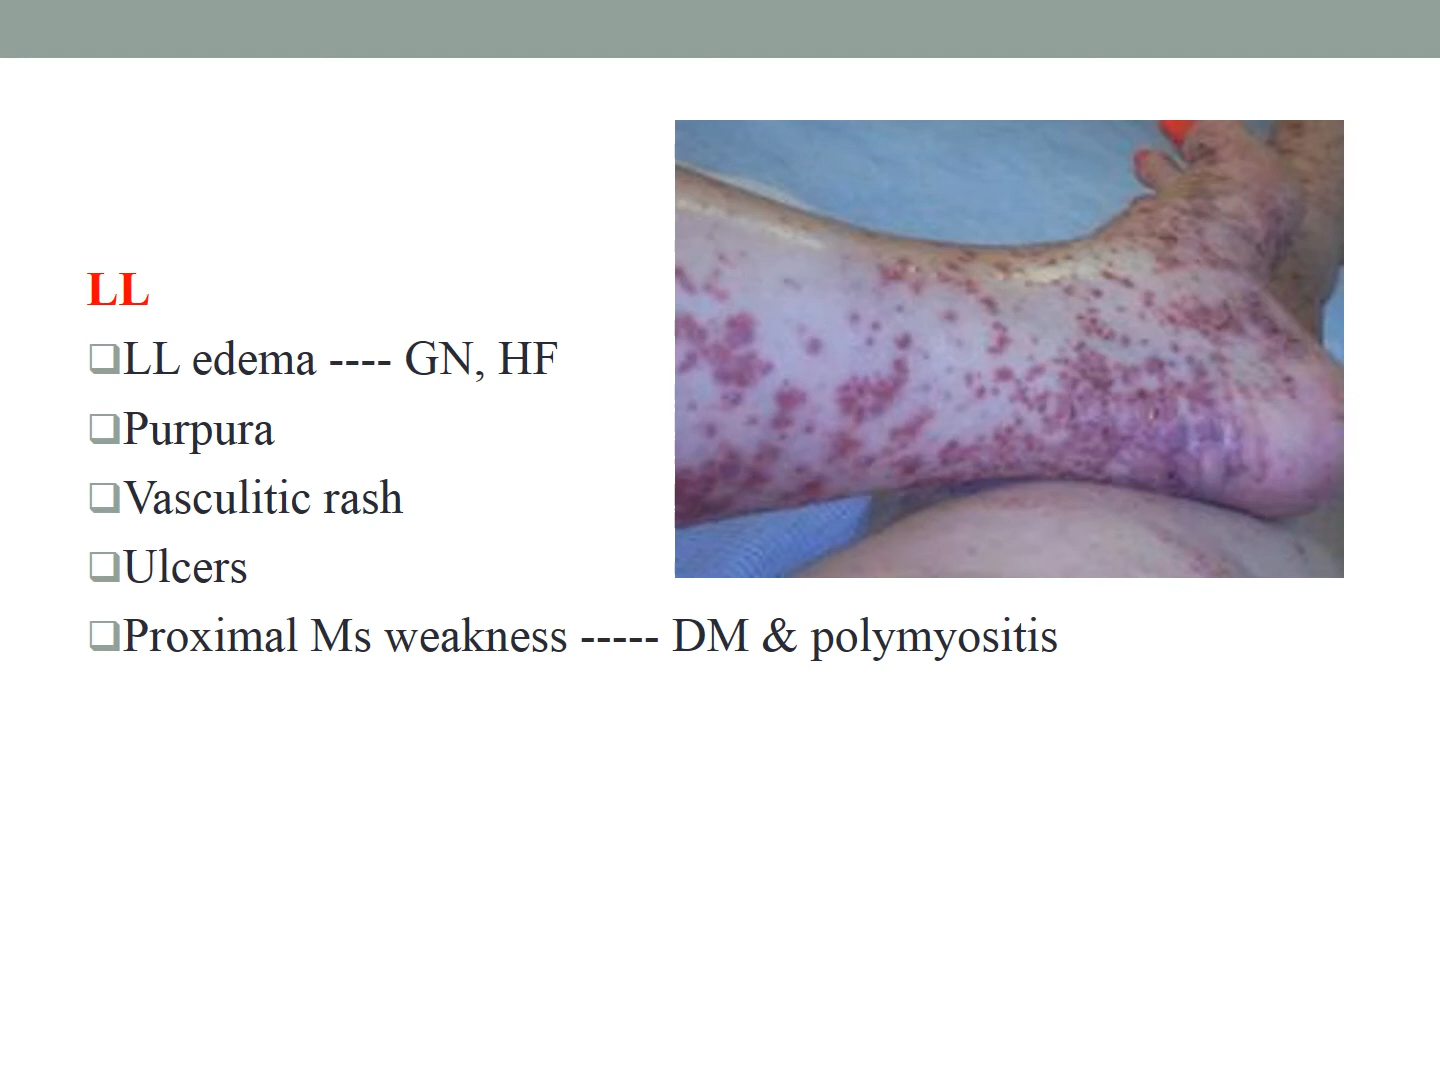 LL
LL edema ---- GN, HF
Purpura
Vasculitic rash
Ulcers
Proximal Ms weakness ----- DM & polymyositis